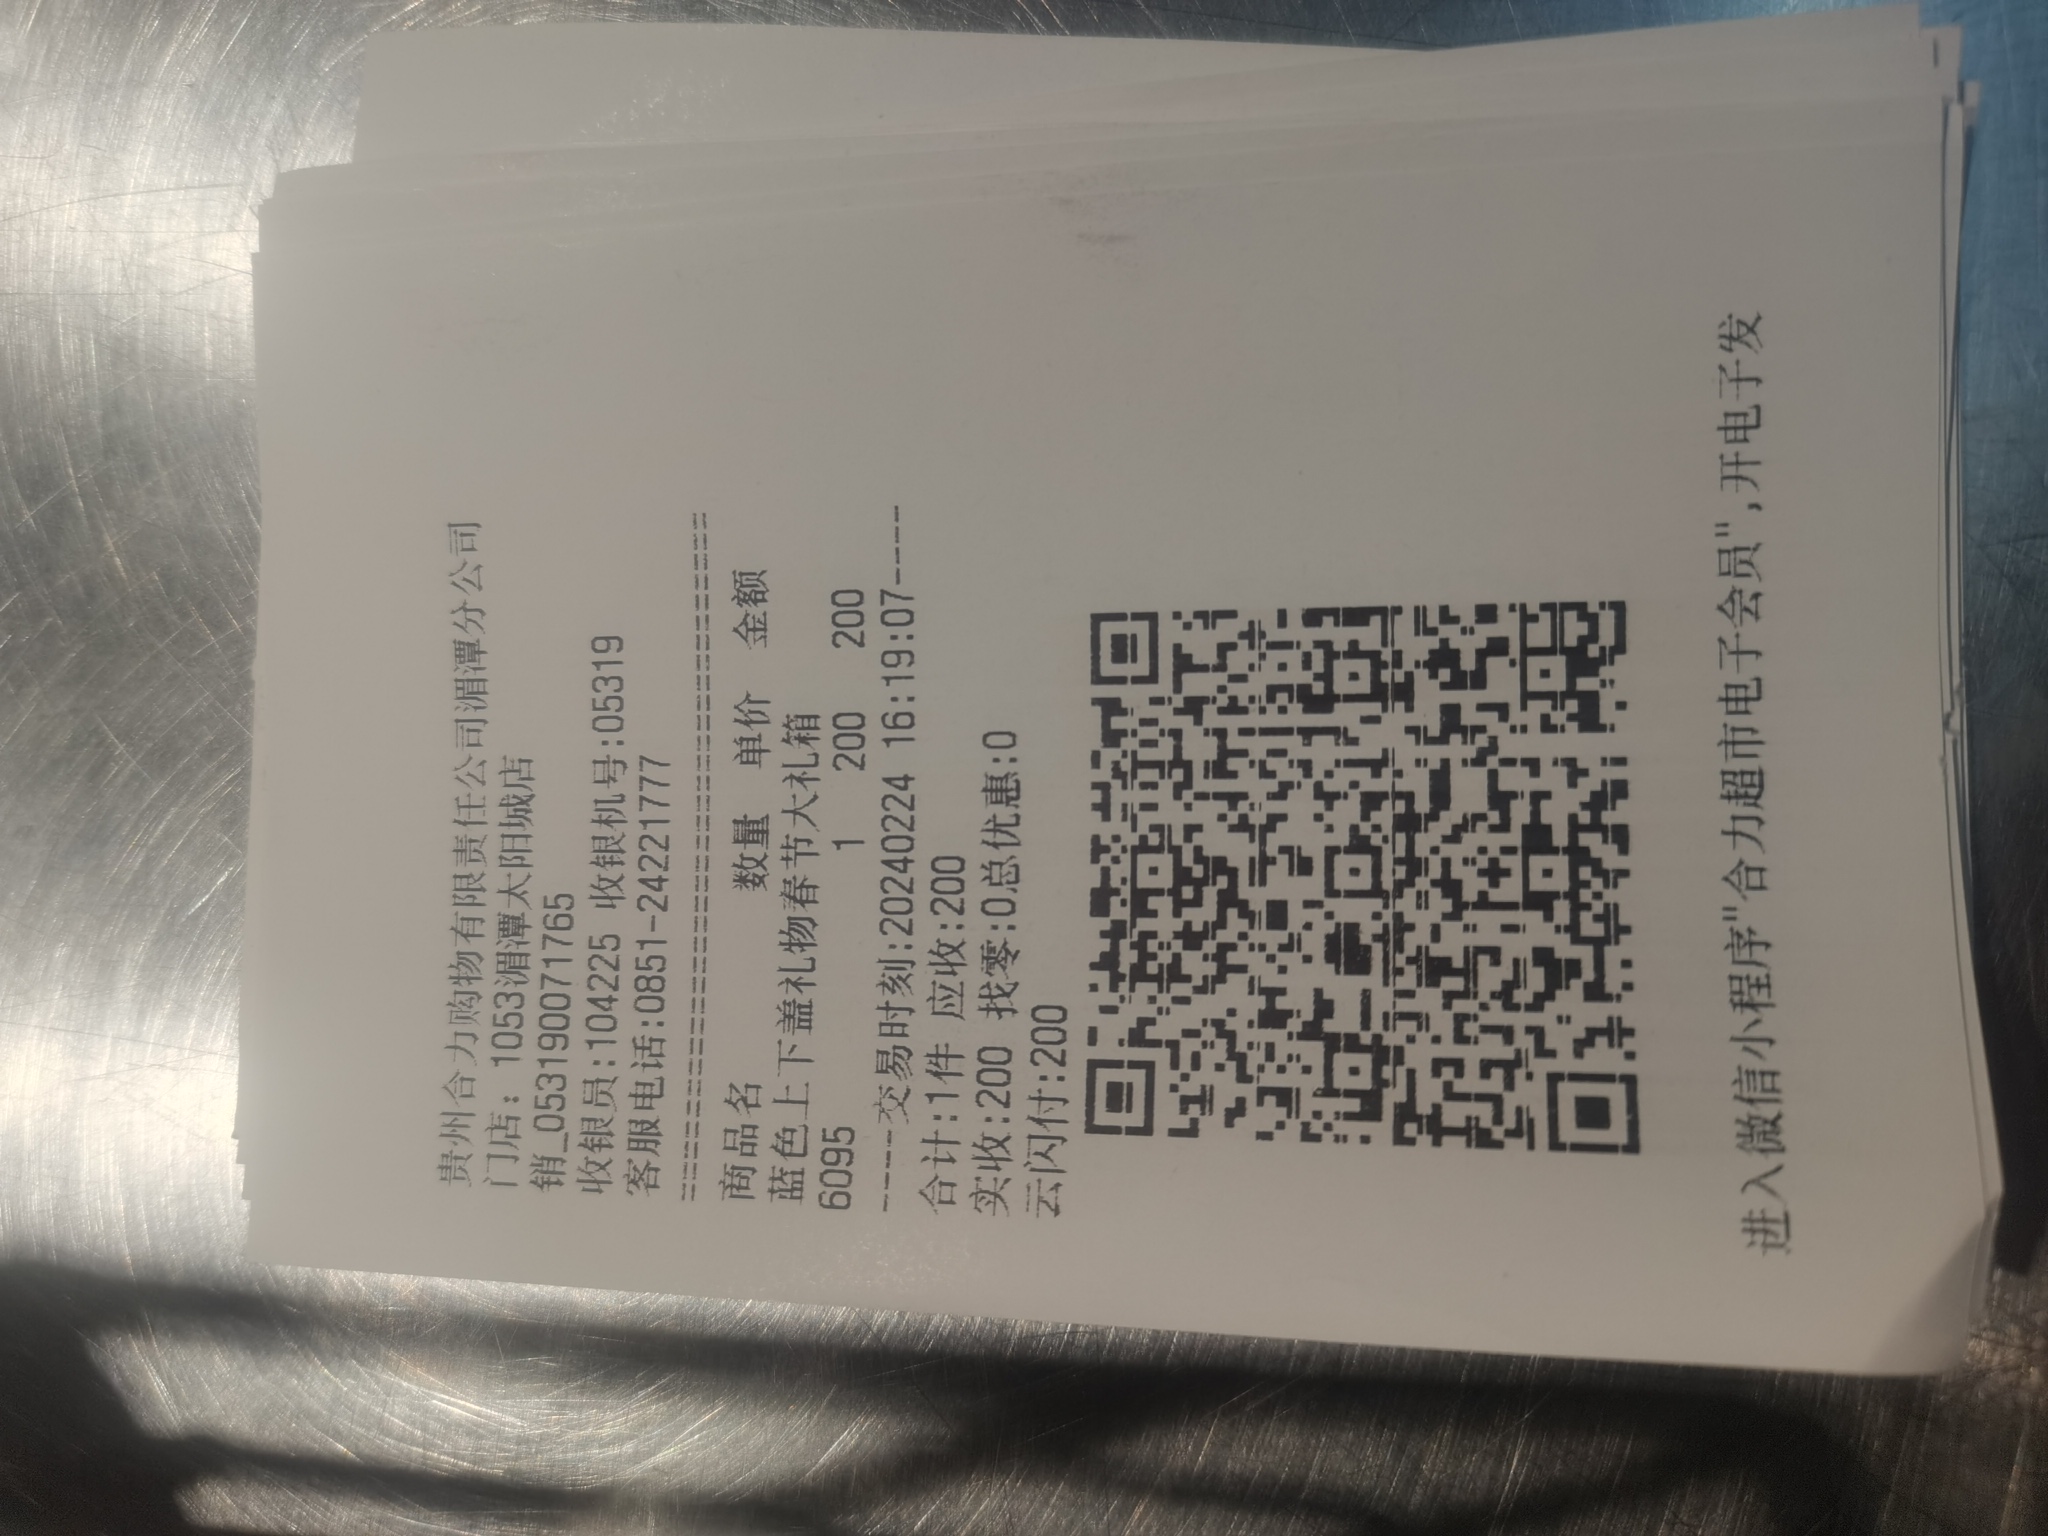 贵州合力购物有限责任公司湄潭分公司
门店: 1053湄潭太阳城店
销_053190071765
收银员:104225 收银机号:05319
客服电话:0851-24221777
==========================================
商品名 数量 单价 金额
蓝色上下盖礼物春节大礼箱
6095 1 200 200
----交易时刻:20240224 16:19:07----
合计:1件 应收:200
实收:200 找零:0总优惠:0
云闪付:200
进入微信小程序"合力超市电子会员",开电子发